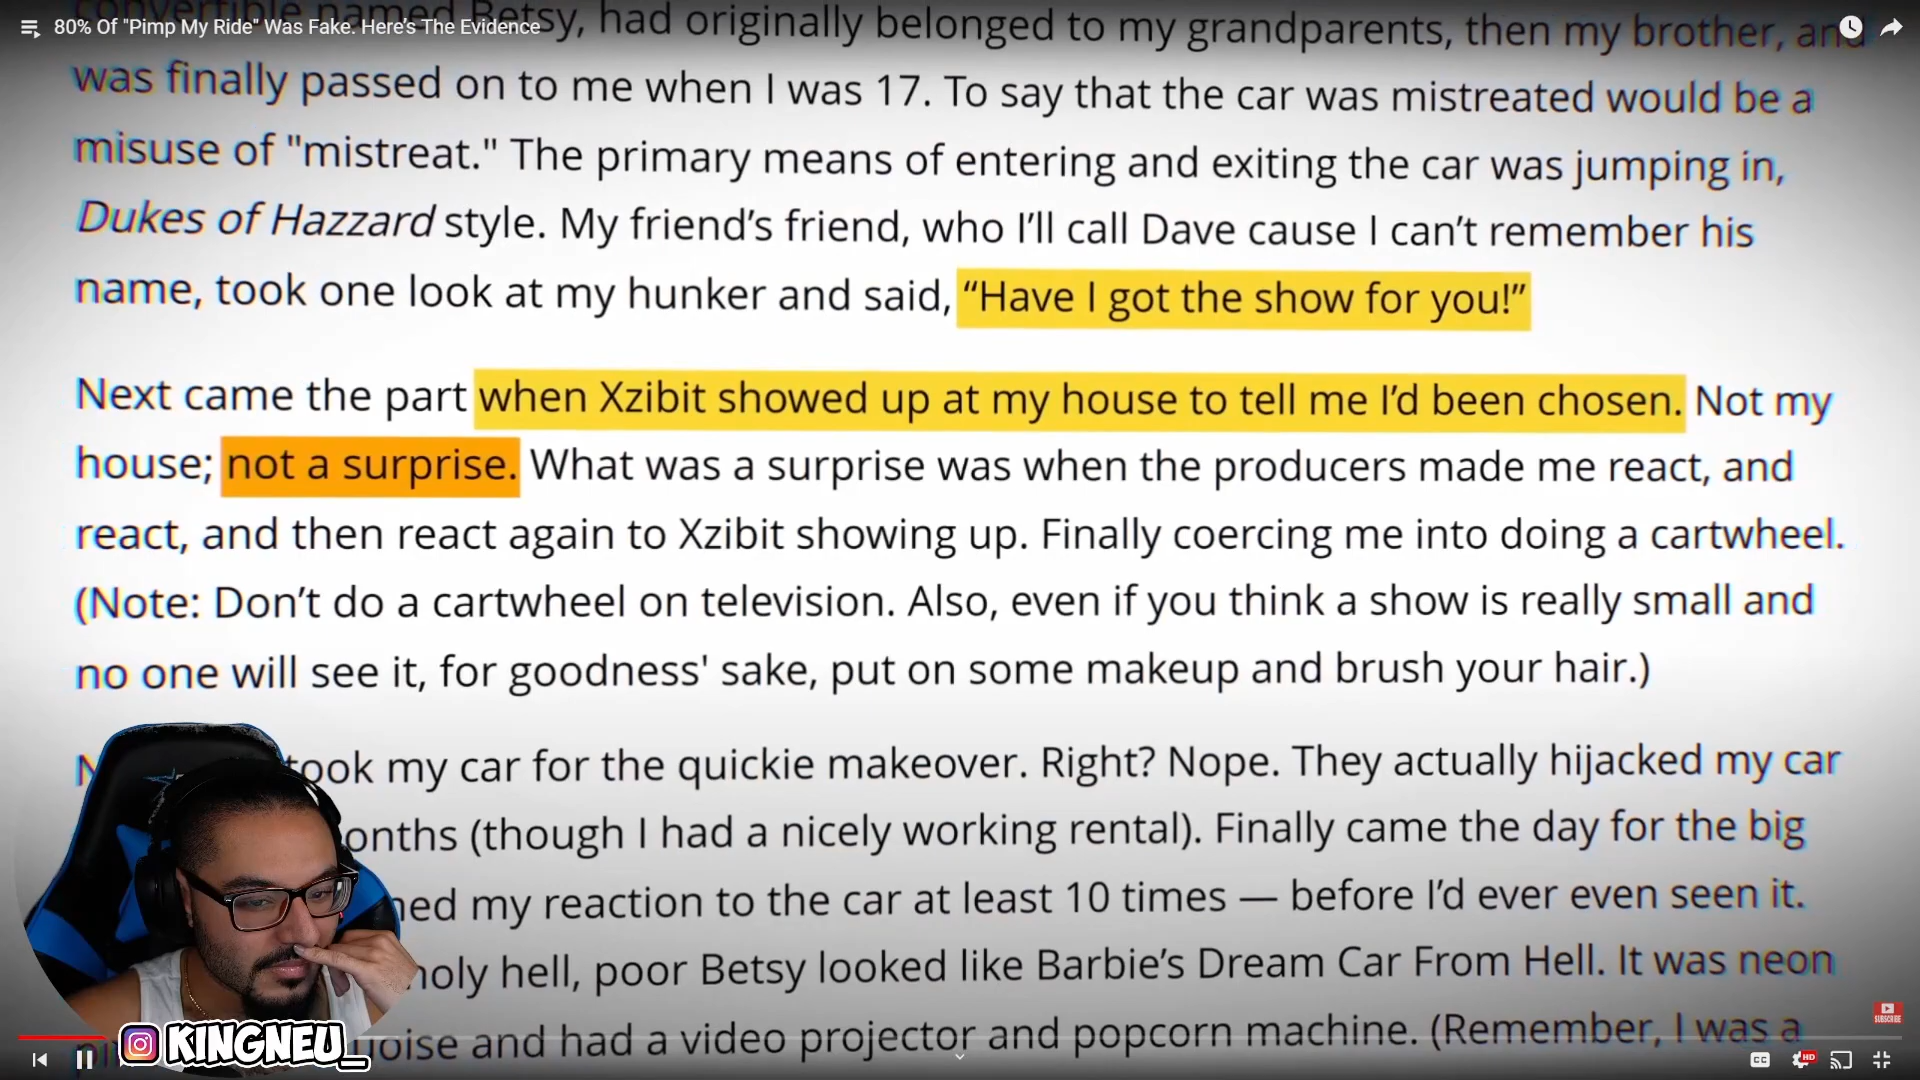 80% Of "Pimp My Ride" Was Fake. Here's The Evidence
convertible named Betsy, had originally belonged to my grandparents, then my brother, and
was finally passed on to me when I was 17. To say that the car was mistreated would be a
misuse of "mistreat." The primary means of entering and exiting the car was jumping in,
Dukes of Hazzard style. My friend's friend, who I'll call Dave cause I can't remember his
name, took one look at my hunker and said, “Have I got the show for you!”
Next came the part when Xzibit showed up at my house to tell me I'd been chosen. Not my
house; not a surprise. What was a surprise was when the producers made me react, and
react, and then react again to Xzibit showing up. Finally coercing me into doing a cartwheel.
(Note: Don't do a cartwheel on television. Also, even if you think a show is really small and
no one will see it, for goodness' sake, put on some makeup and brush your hair.)
took my car for the quickie makeover. Right? Nope. They actually hijacked my car
onths (though I had a nicely working rental). Finally came the day for the big
my reaction to the car at least 10 times — before I'd ever even seen it.
holy hell, poor Betsy looked like Barbie's Dream Car From Hell. It was neon
and had a video projector and popcorn machine. (Remember, I was a
KINGNEU_
SUBSCRIBE
CC
HD